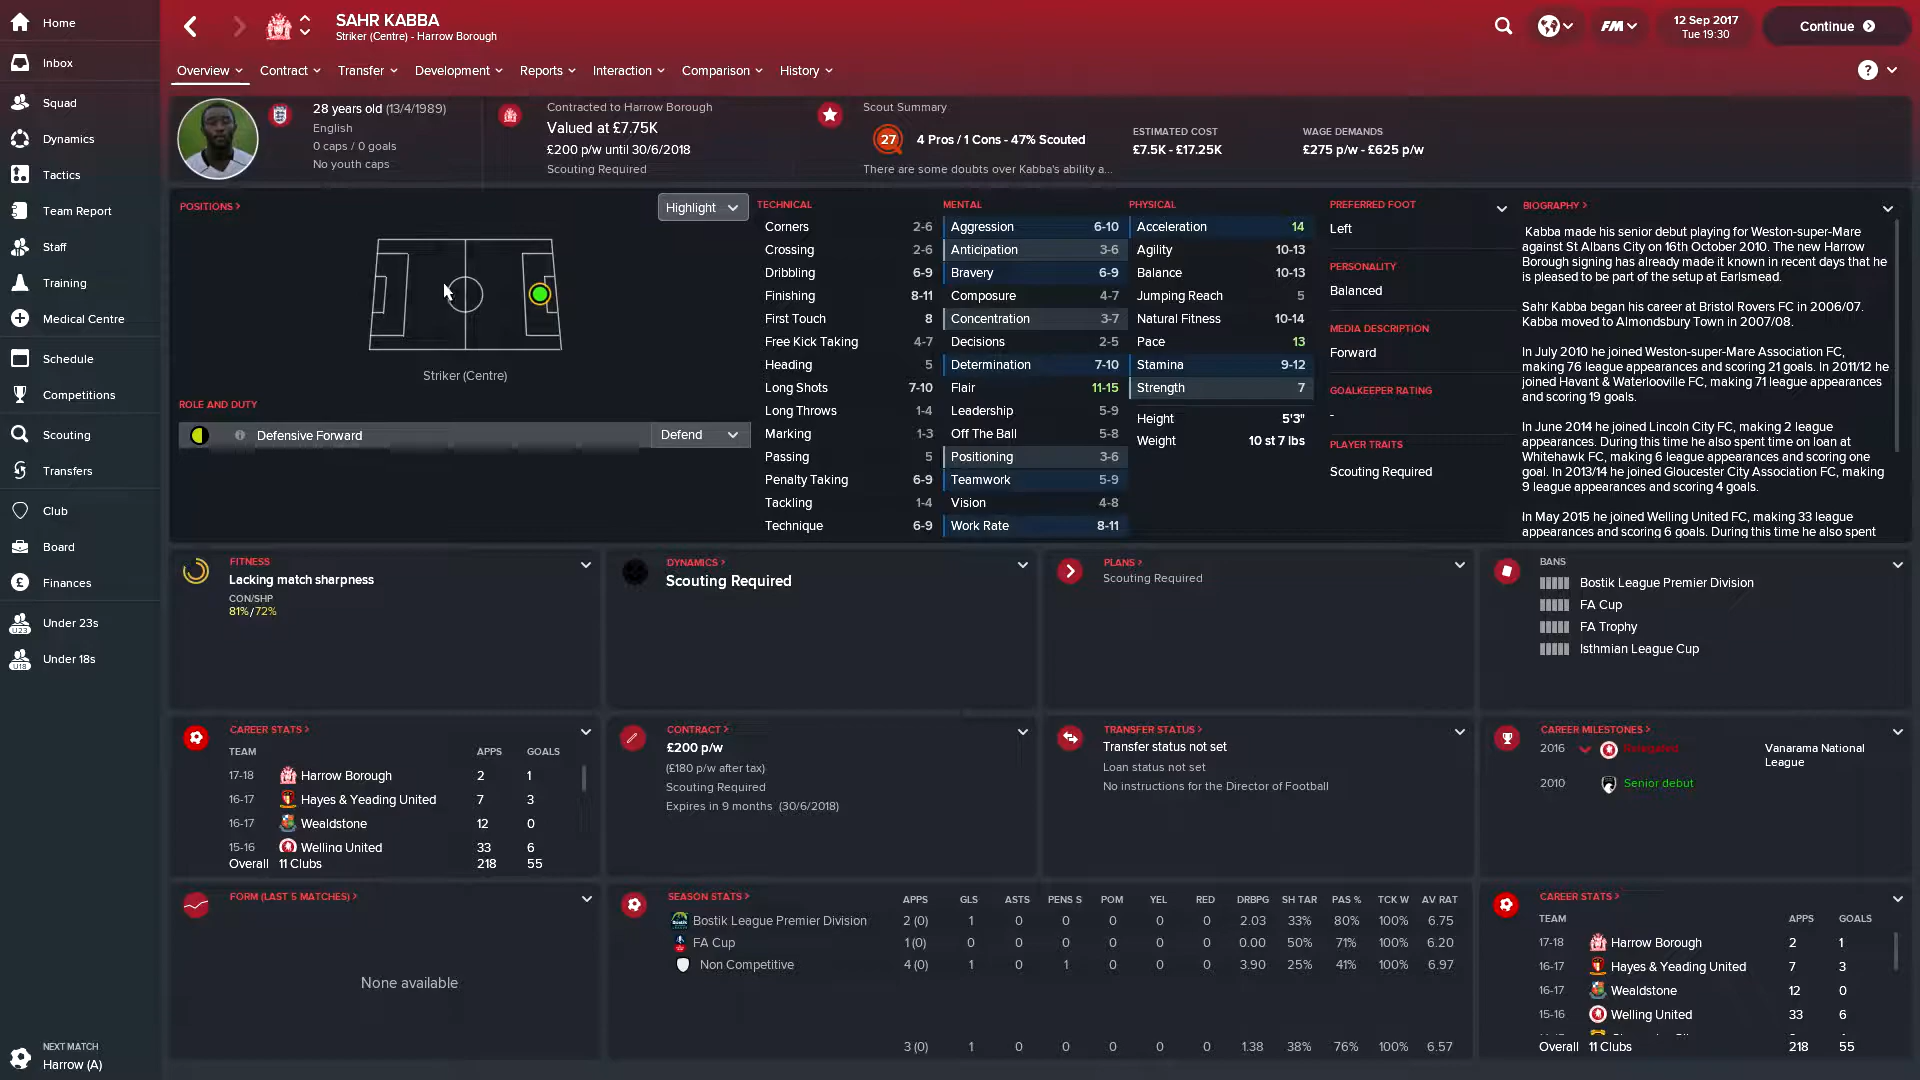 Home
Inbox
Squad
Dynamics
Tactics
Team Report
Staff
Training
Medical Centre
Schedule
Competitions
Scouting
Transfers
Club
Board
Finances
Under 23s
Under 18s
NEXT MATCH
Harrow (A)
SAHR KABBA
Striker (Centre) - Harrow Borough
FM
12 Sep 2017
Tue 19:30
Continue
Overview Contract Transfer Development Reports Interaction Comparison History
28 years old (13/4/1989)
English
0 caps / 0 goals
No youth caps
Contracted to Harrow Borough
Valued at £7.75K
£200 p/w until 30/6/2018
Scouting Required
Scout Summary
27 4 Pros / 1 Cons - 47% Scouted
There are some doubts over Kabba's ability a...
ESTIMATED COST
£7.5K - £17.25K
WAGE DEMANDS
£275 p/w - £625 p/w
POSITIONS >
Highlight
Striker (Centre)
ROLE AND DUTY
Defensive Forward Defend
TECHNICAL
Corners 2-6
Crossing 2-6
Dribbling 6-9
Finishing 8-11
First Touch 8
Free Kick Taking 4-7
Heading 5
Long Shots 7-10
Long Throws 1-4
Marking 1-3
Passing 5
Penalty Taking 6-9
Tackling 1-4
Technique 6-9
MENTAL
Aggression 6-10
Anticipation 3-6
Bravery 6-9
Composure 4-7
Concentration 3-7
Decisions 2-5
Determination 7-10
Flair 11-15
Leadership 5-9
Off The Ball 5-8
Positioning 3-6
Teamwork 5-9
Vision 4-8
Work Rate 8-11
PHYSICAL
Acceleration 14
Agility 10-13
Balance 10-13
Jumping Reach 5
Natural Fitness 10-14
Pace 13
Stamina 9-12
Strength 7
Height 5'3"
Weight 10 st 7 lbs
PREFERRED FOOT
Left
PERSONALITY
Balanced
MEDIA DESCRIPTION
Forward
GOALKEEPER RATING
-
PLAYER TRAITS
Scouting Required
BIOGRAPHY >
Kabba made his senior debut playing for Weston-super-Mare
against St Albans City on 16th October 2010. The new Harrow
Borough signing has already made it known in recent days that he
is pleased to be part of the setup at Earlsmead.
Sahr Kabba began his career at Bristol Rovers FC in 2006/07.
Kabba moved to Almondsbury Town in 2007/08.
In July 2010 he joined Weston-super-Mare Association FC,
making 76 league appearances and scoring 21 goals. In 2011/12 he
joined Havant & Waterlooville FC, making 71 league appearances
and scoring 19 goals.
In June 2014 he joined Lincoln City FC, making 2 league
appearances. During this time he also spent time on loan at
Whitehawk FC, making 6 league appearances and scoring one
goal. In 2013/14 he joined Gloucester City Association FC, making
9 league appearances and scoring 4 goals.
In May 2015 he joined Welling United FC, making 33 league
appearances and scoring 6 goals. During this time he also spent
FITNESS
Lacking match sharpness
CON/SHP
81%/72%
DYNAMICS >
Scouting Required
PLANS >
Scouting Required
BANS
Bostik League Premier Division
FA Cup
FA Trophy
Isthmian League Cup
CAREER STATS >
TEAM APPS GOALS
17-18 Harrow Borough 2 1
16-17 Hayes & Yeading United 7 3
16-17 Wealdstone 12 0
15-16 Welling United 33 6
Overall 11 Clubs 218 55
CONTRACT >
£200 p/w
(£180 p/w after tax)
Scouting Required
Expires in 9 months (30/6/2018)
TRANSFER STATUS >
Transfer status not set
Loan status not set
No instructions for the Director of Football
CAREER MILESTONES >
2016 Relegated Vanarama National
League
2010 Senior debut
FORM (LAST 5 MATCHES) >
None available
SEASON STATS > APPS GLS ASTS PENS S POM YEL RED DRBPG SH TAR PAS % TCK W AV RAT
Bostik League Premier Division 2 (0) 1 0 0 0 0 0 2.03 33% 80% 100% 6.75
FA Cup 1 (0) 0 0 0 0 0 0 0.00 50% 71% 100% 6.20
Non Competitive 4 (0) 1 0 1 0 0 0 3.90 25% 41% 100% 6.97
3 (0) 1 0 0 0 0 0 1.38 38% 76% 100% 6.57
CAREER STATS >
TEAM APPS GOALS
17-18 Harrow Borough 2 1
16-17 Hayes & Yeading United 7 3
16-17 Wealdstone 12 0
15-16 Welling United 33 6
Overall 11 Clubs 218 55